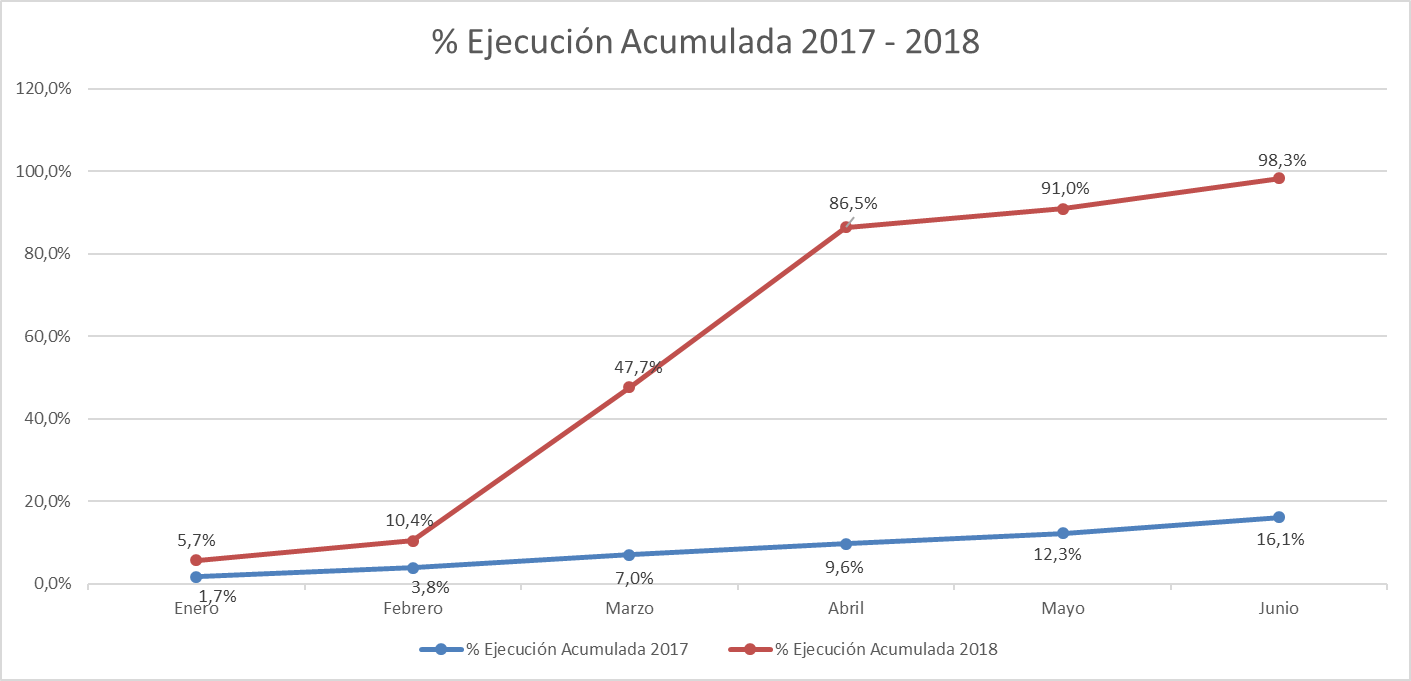 % Ejecución Acumulada 2017 - 2018
120,0%
100,0%
80,0%
60,0%
40,0%
20,0%
0,0%
5,7%
10,4%
47,7%
86,5%
91,0%
98,3%
1,7%
3,8%
7,0%
9,6%
12,3%
16,1%
Enero
Febrero
Marzo
Abril
Mayo
Junio
% Ejecución Acumulada 2017
% Ejecución Acumulada 2018